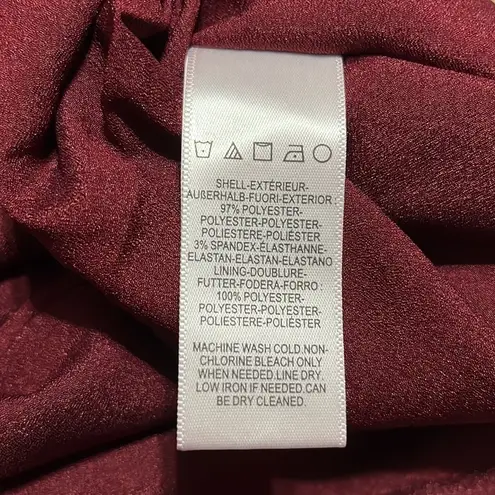 SHELL-EXTÉRIEUR-
AUßERHALB-FUORI-EXTERIOR :
97% POLYESTER-
POLYESTER-POLYESTER-
POLIESTERE-POLIÉSTER
3% SPANDEX-ÉLASTHANNE-
ELASTAN-ELASTAN-ELASTANO
LINING-DOUBLURE-
FUTTER-FODERA-FORRO :
100% POLYESTER-
POLYESTER-POLYESTER-
POLIESTERE-POLIÉSTER
MACHINE WASH COLD.NON-
CHLORINE BLEACH ONLY
WHEN NEEDED.LINE DRY.
LOW IRON IF NEEDED.CAN
BE DRY CLEANED.